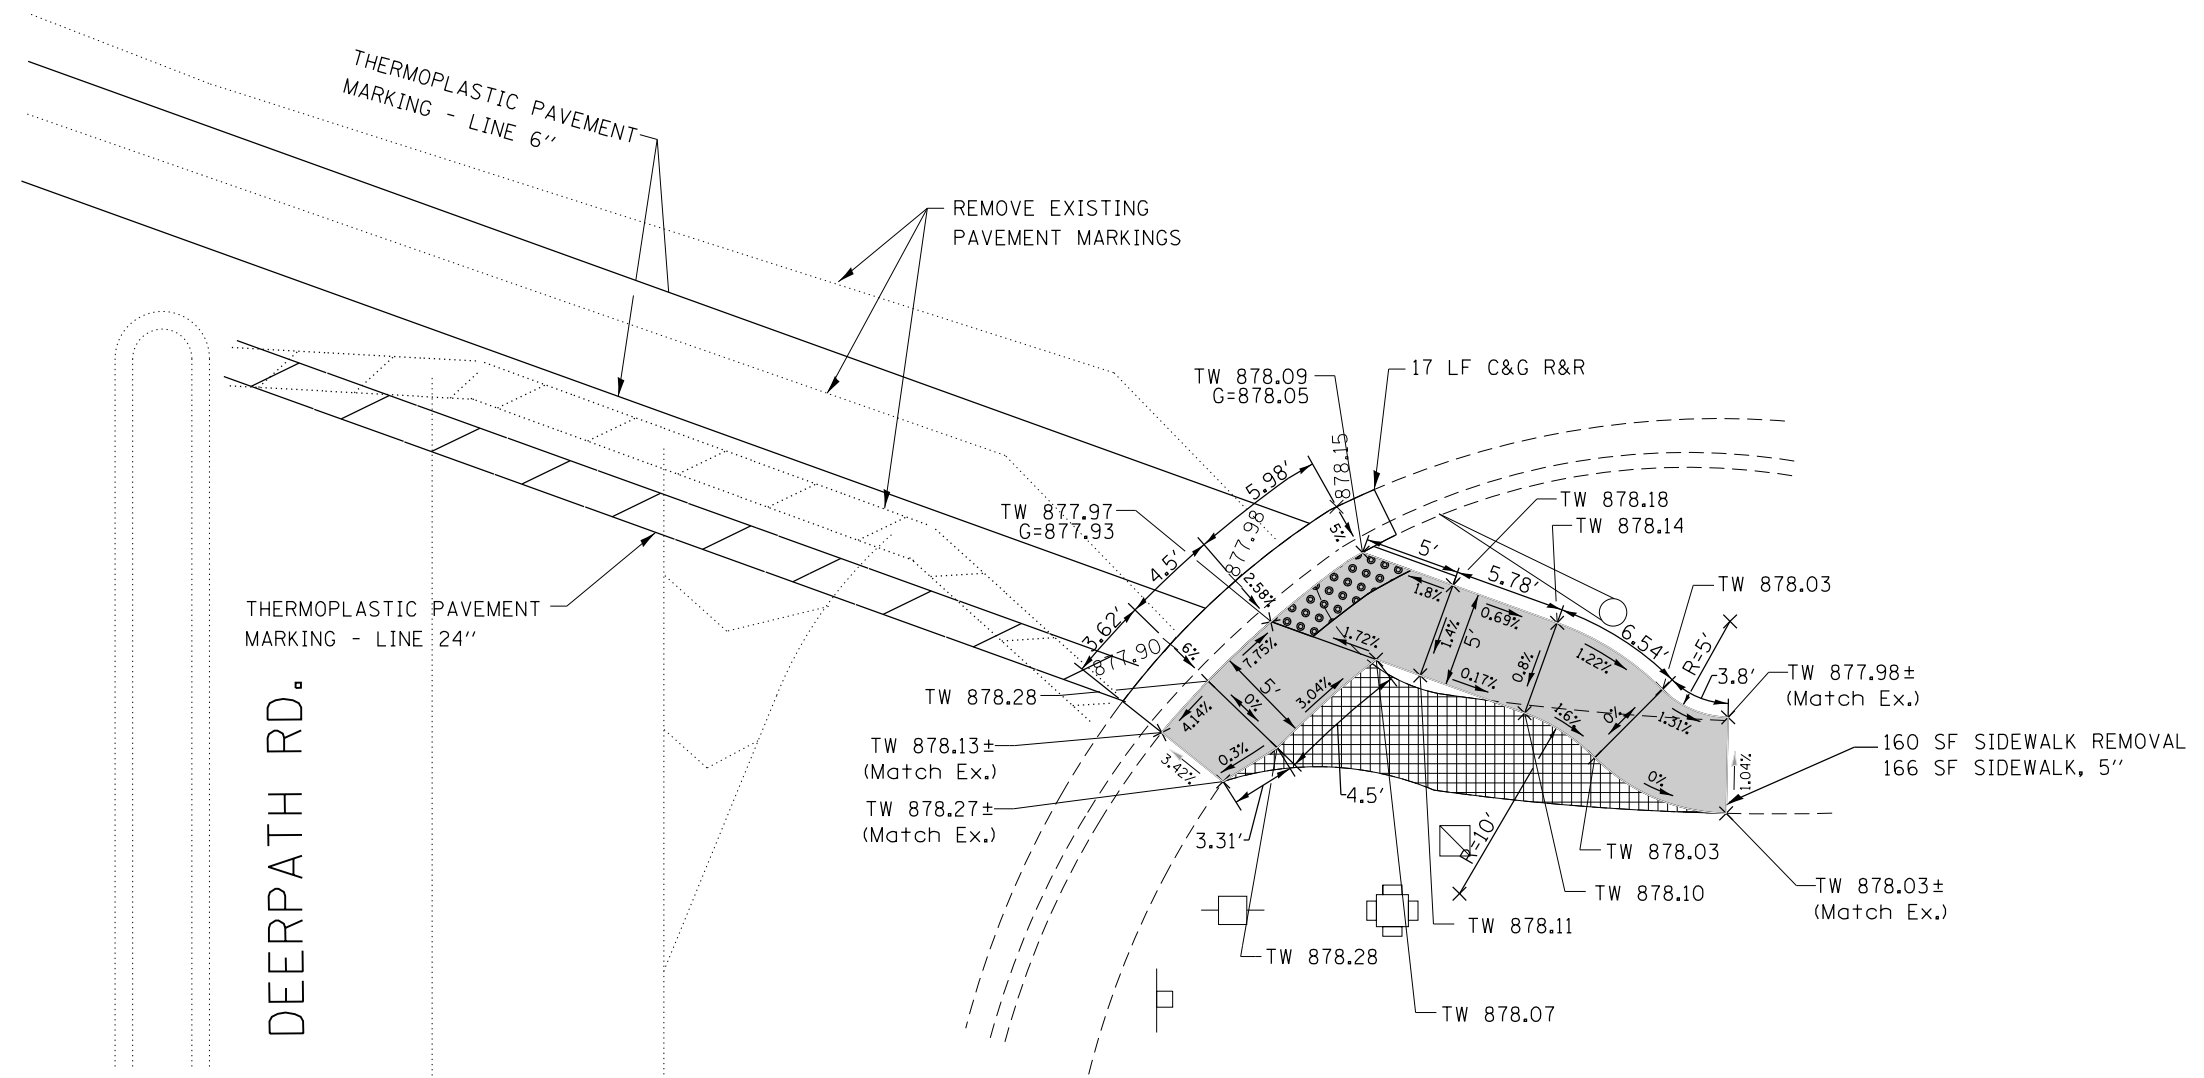 THERMOPLASTIC PAVEMENT
MARKING - LINE 6"
REMOVE EXISTING
PAVEMENT MARKINGS
17 LF C&G R&R
TW 878.09
G=878.05
878.15
5.98'
TW 877.97
G=877.93
877.98
5%
TW 878.18
TW 878.14
4.5'
2.58%
5'
5.78'
TW 878.03
THERMOPLASTIC PAVEMENT
MARKING - LINE 24"
3.62'
877.90
6%
7.75%
1.72%
1.8%
1.4%
5'
0.69%
0.8%
1.22%
6.54'
R=5'
3.8'
TW 877.98±
(Match Ex.)
TW 878.28
5'
0%
4.14%
3.04%
0.17%
1.6%
0%
1.31%
DEERPATH RD.
TW 878.13±
(Match Ex.)
3.42%
0.3%
160 SF SIDEWALK REMOVAL
166 SF SIDEWALK, 5"
1.04%
0%
TW 878.27±
(Match Ex.)
4.5'
3.31'
R=10'
TW 878.03
TW 878.10
TW 878.03±
(Match Ex.)
TW 878.11
TW 878.28
TW 878.07